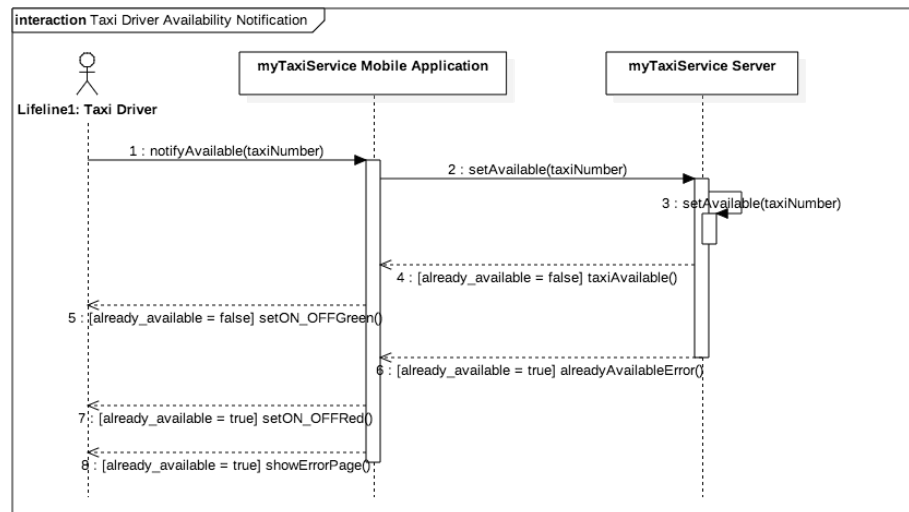 interaction Taxi Driver Availability Notification
myTaxiService Mobile Application
myTaxiService Server
Lifeline1: Taxi Driver
1 : notifyAvailable(taxiNumber)
2 : setAvailable(taxiNumber)
3 : setAvailable(taxiNumber)
4 : [already_available = false] taxiAvailable()
5 : [already_available = false] setON_OFFGreen()
6 : [already_available = true] alreadyAvailableError()
7 : [already_available = true] setON_OFFRed()
8 : [already_available = true] showErrorPage()